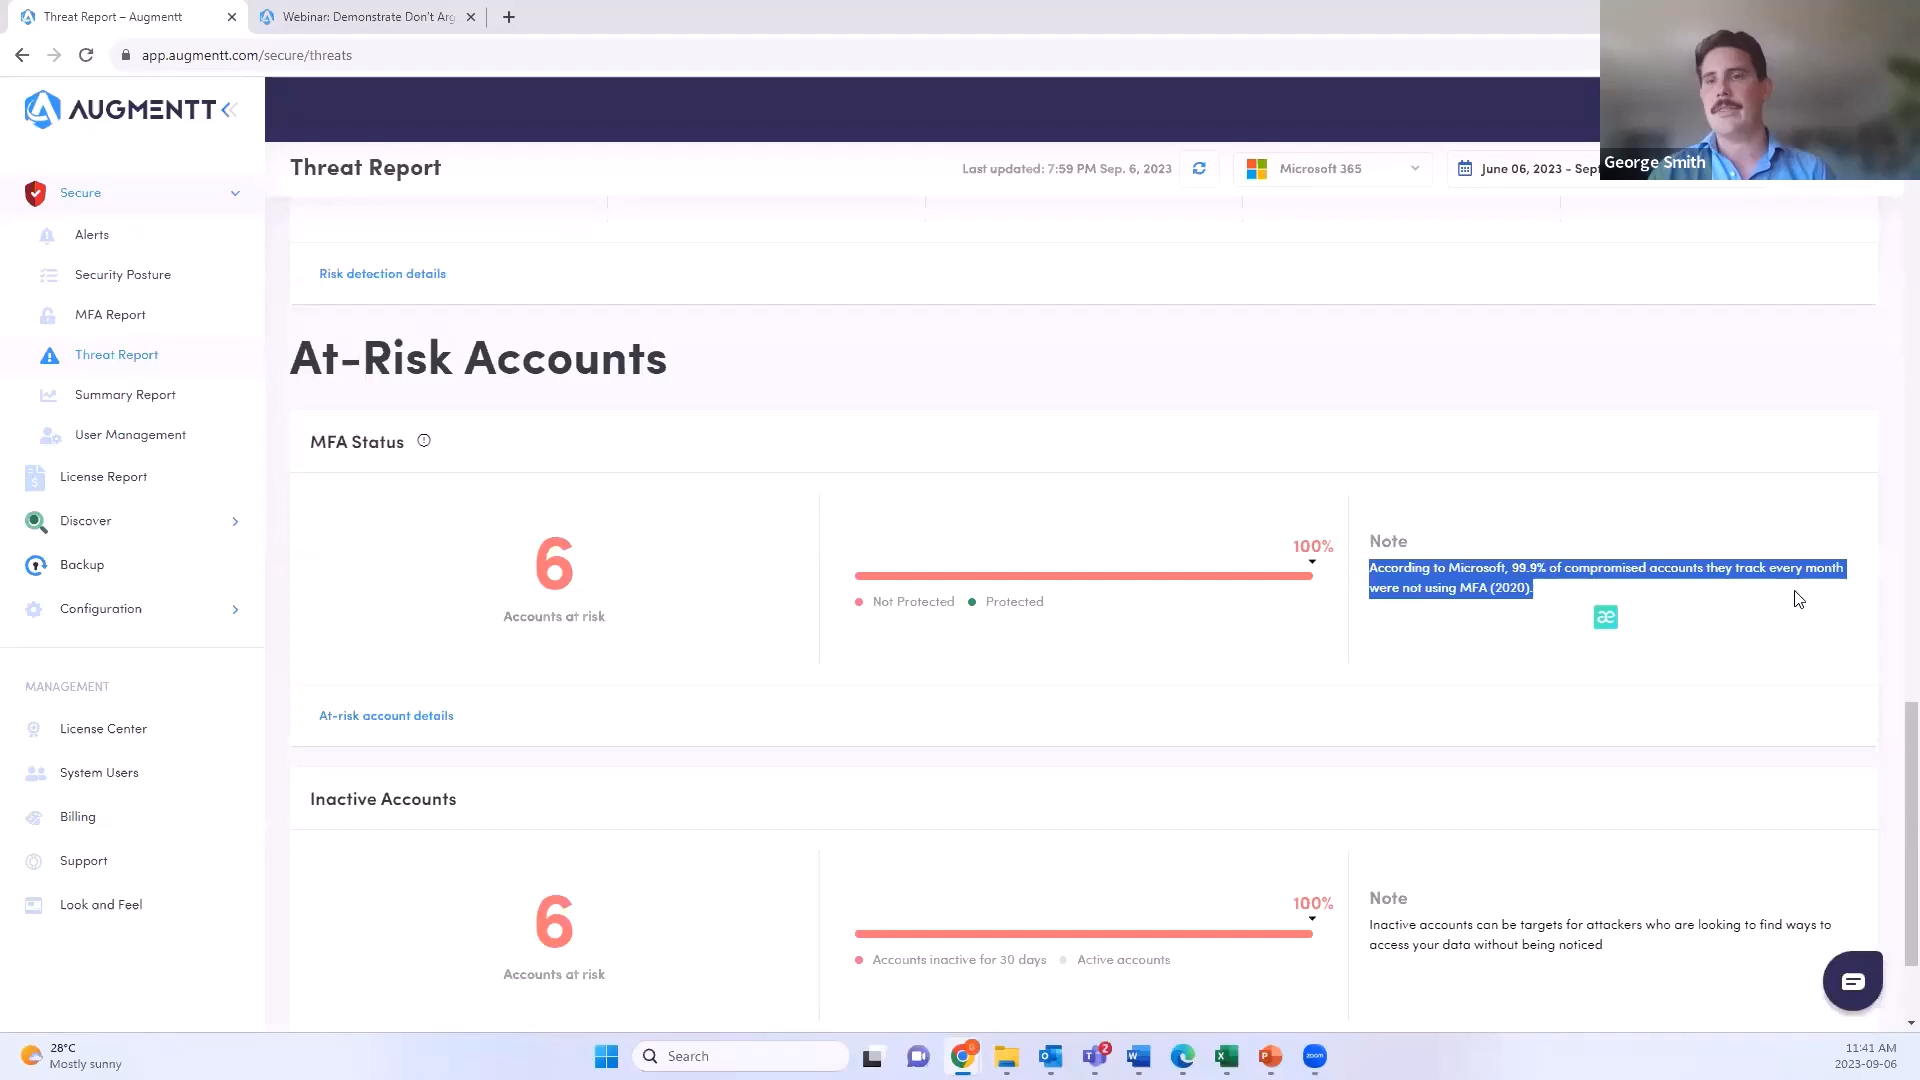 Threat Report – Augmentt
Webinar: Demonstrate Don't Arg
app.augmentt.com/secure/threats
AUGMENTT
Threat Report
Last updated: 7:59 PM Sep. 6, 2023
Microsoft 365
June 06, 2023 - Sep
George Smith
Secure
Alerts
Security Posture
MFA Report
Threat Report
Summary Report
User Management
License Report
Discover
Backup
Configuration
MANAGEMENT
License Center
System Users
Billing
Support
Look and Feel
Risk detection details
At-Risk Accounts
MFA Status
6
Accounts at risk
100%
Not Protected
Protected
Note
According to Microsoft, 99.9% of compromised accounts they track every month
were not using MFA (2020).
æ
At-risk account details
Inactive Accounts
6
Accounts at risk
100%
Accounts inactive for 30 days
Active accounts
Note
Inactive accounts can be targets for attackers who are looking to find ways to
access your data without being noticed
28°C
Mostly sunny
Search
G
2
zoom
11:41 AM
2023-09-06